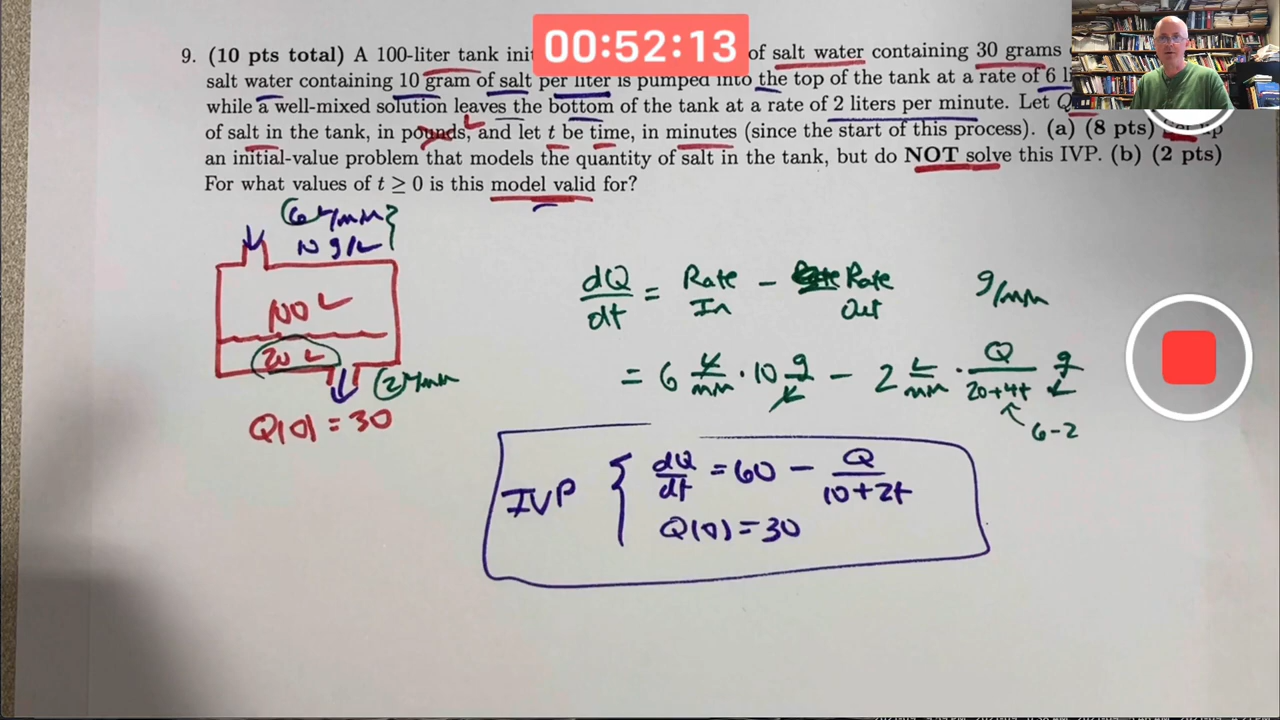 00:52:13
9. (10 pts total) A 100-liter tank init of salt water containing 30 grams
salt water containing 10 gram of salt per liter is pumped into the top of the tank at a rate of 6 li
while a well-mixed solution leaves the bottom of the tank at a rate of 2 liters per minute. Let Q
of salt in the tank, in pounds, and let t be time, in minutes (since the start of this process). (a) (8 pts) Set up
an initial-value problem that models the quantity of salt in the tank, but do NOT solve this IVP. (b) (2 pts)
For what values of t ≥ 0 is this model valid for?
6 L/min
10 g/L
100 L
20 L
2 L/min
Q(0) = 30
dQ/dt = Rate In - Rate Out g/min
= 6 L/min · 10 g/L - 2 L/min · Q/(20+4t) g/L
6-2
IVP { dQ/dt = 60 - Q/(10+2t)
Q(0) = 30